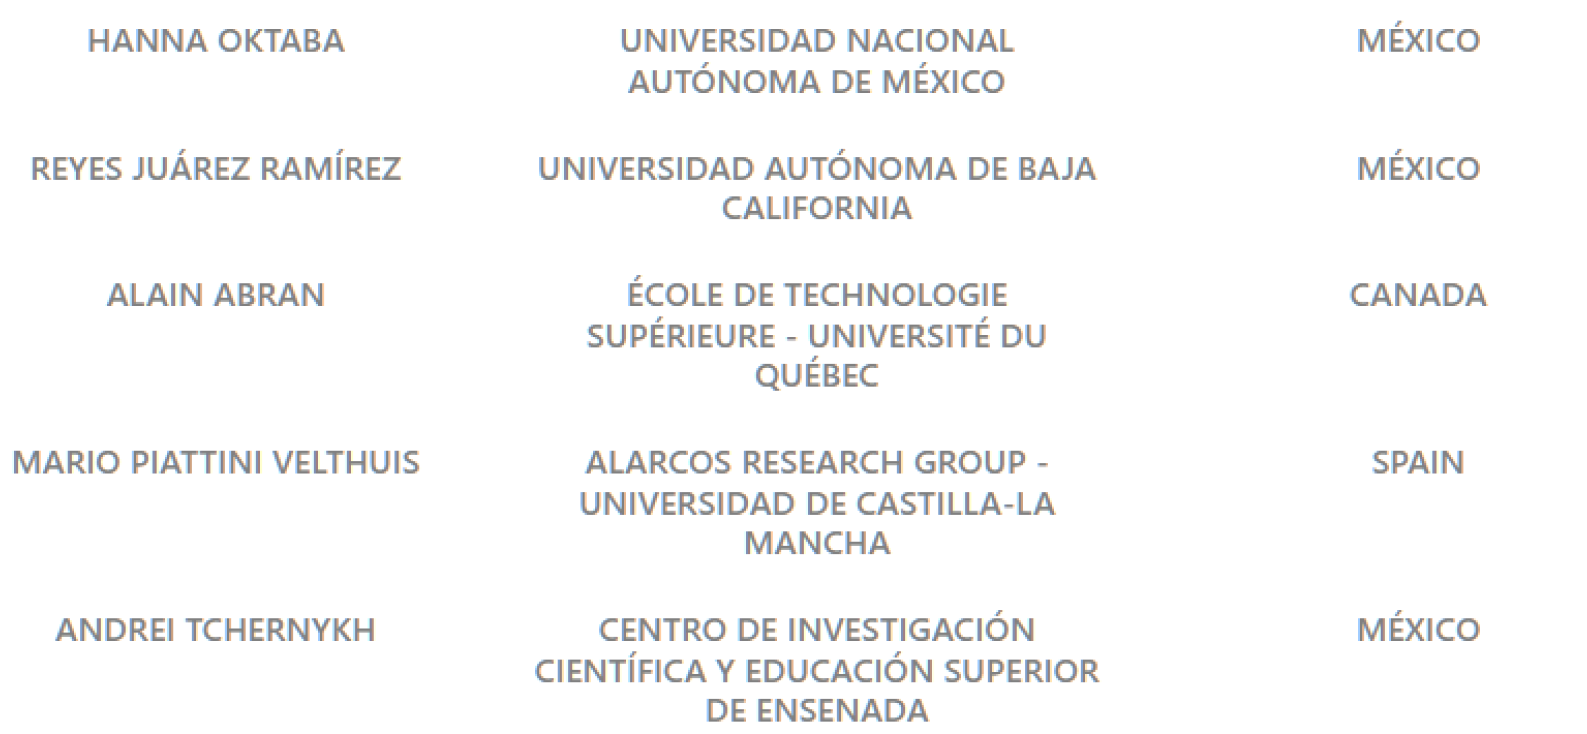 HANNA OKTABA UNIVERSIDAD NACIONAL MÉXICO
AUTÓNOMA DE MÉXICO
REYES JUÁREZ RAMÍREZ UNIVERSIDAD AUTÓNOMA DE BAJA MÉXICO
CALIFORNIA
ALAIN ABRAN ÉCOLE DE TECHNOLOGIE CANADA
SUPÉRIEURE - UNIVERSITÉ DU
QUÉBEC
MARIO PIATTINI VELTHUIS ALARCOS RESEARCH GROUP - SPAIN
UNIVERSIDAD DE CASTILLA-LA
MANCHA
ANDREI TCHERNYKH CENTRO DE INVESTIGACIÓN MÉXICO
CIENTÍFICA Y EDUCACIÓN SUPERIOR
DE ENSENADA